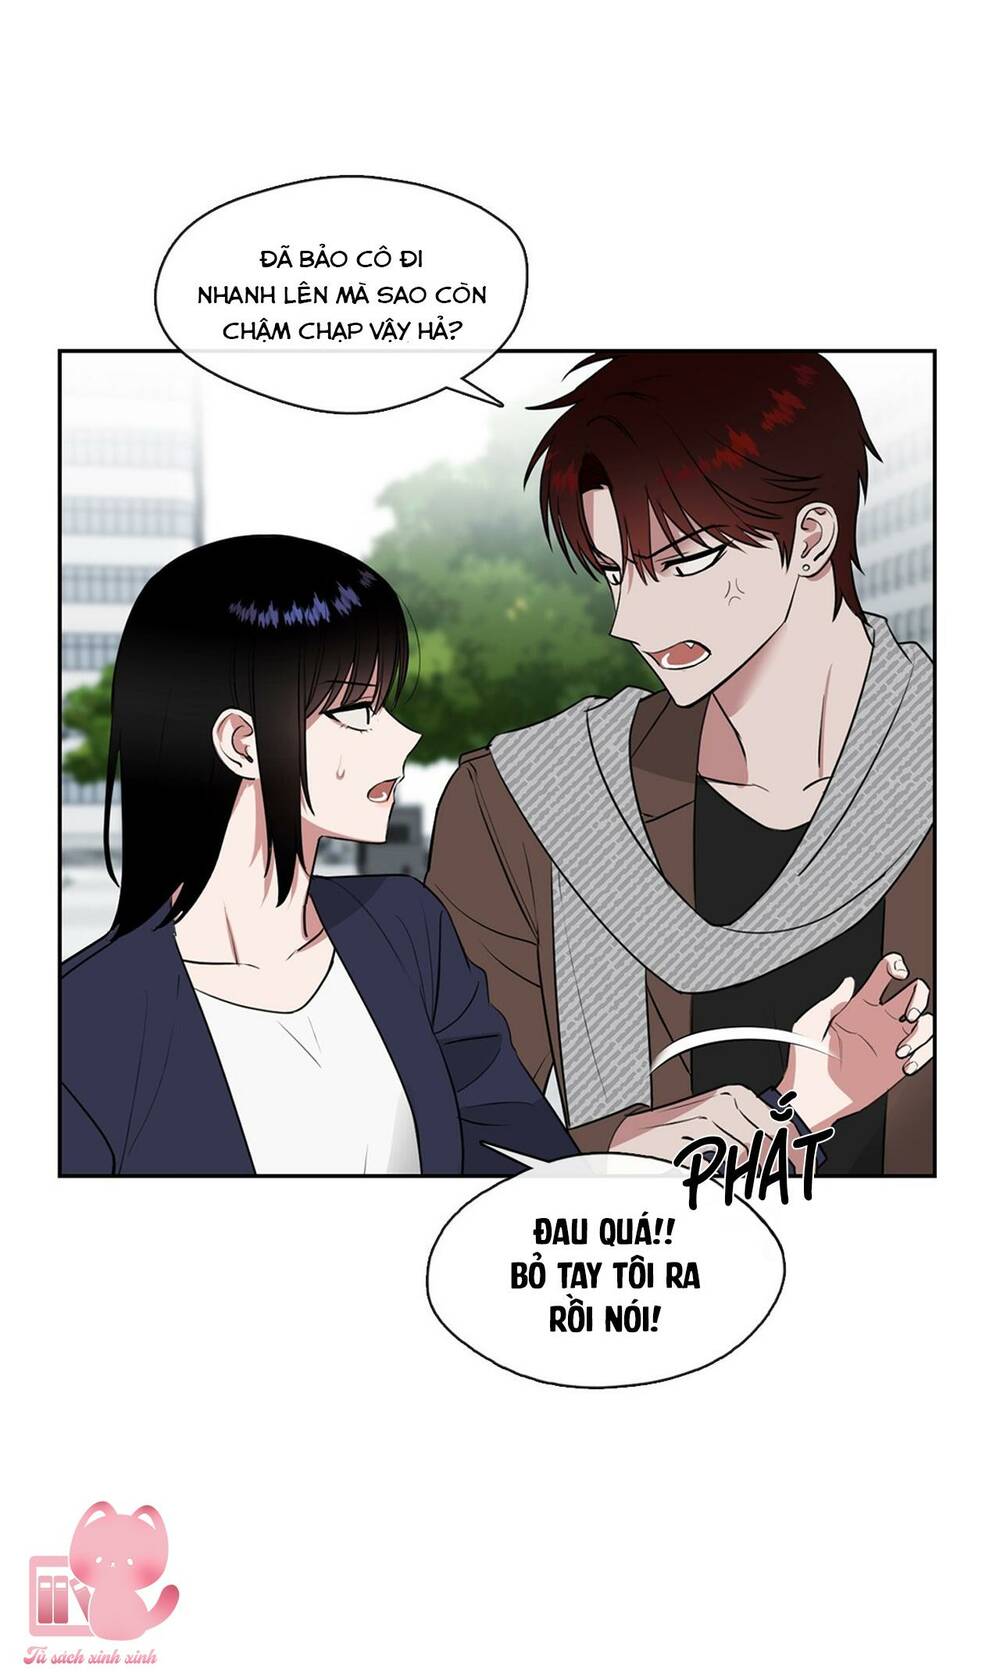 ĐÃ BẢO CÔ ĐI
NHANH LÊN MÀ SAO CÒN
CHẬM CHẠP VẬY HẢ?
PHẮT
ĐAU QUÁ!!
BỎ TAY TÔI RA
RỒI NÓI!
Tủ sách xinh xinh